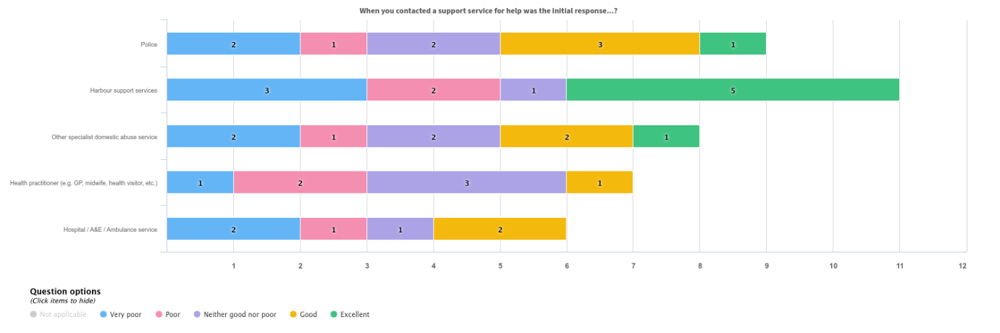 When you contacted a support service for help was the initial response...?
Police
2 1 2 3 1
Harbour support services
3 2 1 5
Other specialist domestic abuse service
2 1 2 2 1
Health practitioner (e.g. GP, midwife, health visitor, etc.)
1 2 3 1
Hospital / A&E / Ambulance service
2 1 1 2
1 2 3 4 5 6 7 8 9 10 11 12
Question options
(Click items to hide)
Not applicable Very poor Poor Neither good nor poor Good Excellent